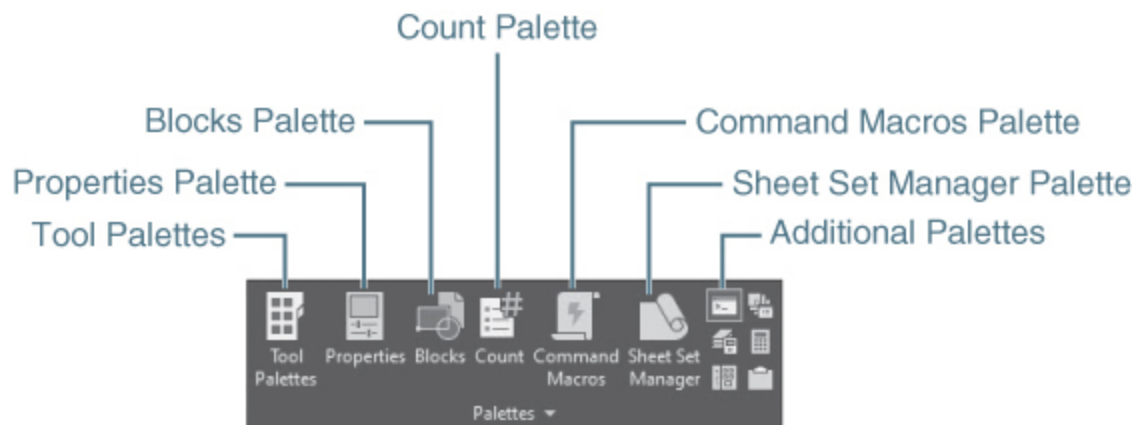 Count Palette
Blocks Palette
Command Macros Palette
Properties Palette
Sheet Set Manager Palette
Tool Palettes
Additional Palettes
Tool
Palettes
Properties
Blocks
Count
Command
Macros
Sheet Set
Manager
Palettes